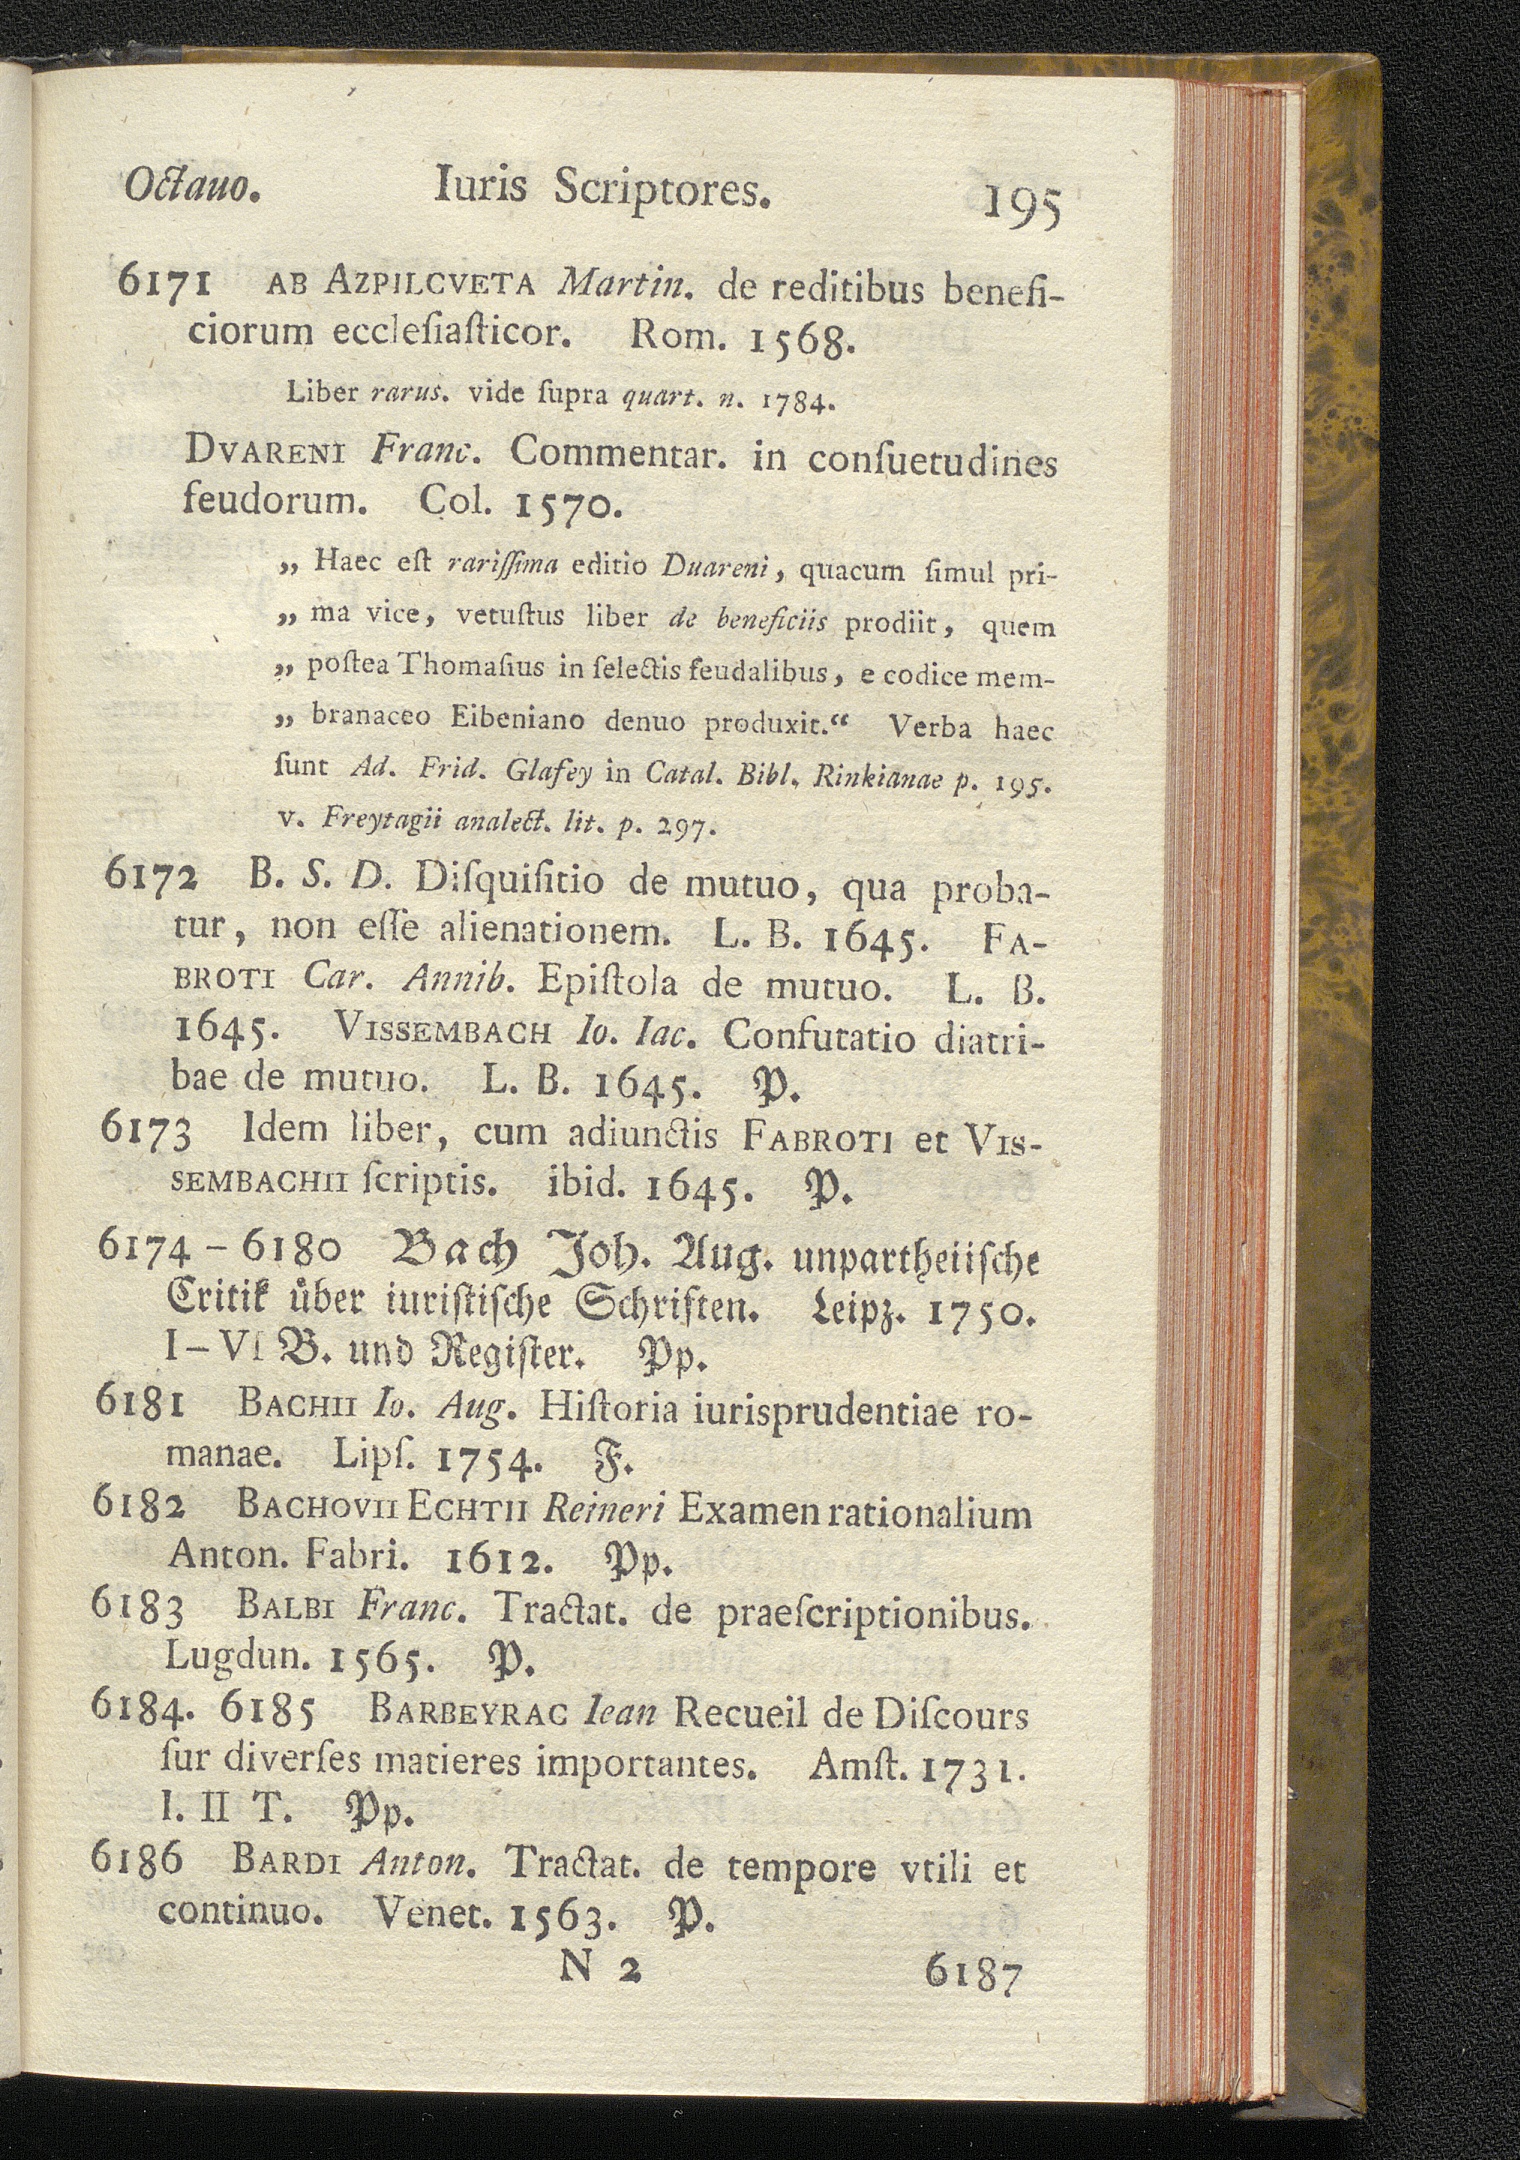 Octauo. Iuris Scriptores. 195
6171 AB AZPILCVETA Martin. de reditibus benefi-
ciorum eccleſiaſticor. Rom. 1568.
Liber rarus. vide ſupra quart. n. 1784.
DVARENI Franc. Commentar. in conſuetudines
feudorum. Col. 1570.
„ Haec eſt rariſſima editio Duareni, quacum ſimul pri-
„ ma vice, vetuſtus liber de beneficiis prodiit, quem
„ poſtea Thomaſius in ſelectis feudalibus, e codice mem-
„ branaceo Eibeniano denuo produxit.“ Verba haec
ſunt Ad. Frid. Glafey in Catal. Bibl. Rinkianae p. 195.
v. Freytagii analect. lit. p. 297.
6172 B. S. D. Diſquiſitio de mutuo, qua proba-
tur, non eſſe alienationem. L. B. 1645. FA-
BROTI Car. Annib. Epiſtola de mutuo. L. B.
1645. VISSEMBACH Io. Iac. Confutatio diatri-
bae de mutuo. L. B. 1645. P.
6173 Idem liber, cum adiunctis FABROTI et VIS-
SEMBACHII ſcriptis. ibid. 1645. P.
6174 – 6180 Bach Joh. Aug. unpartheiiſche
Critik über iuriſtiſche Schriften. Leipz. 1750.
I – VI B. und Regiſter. Pp.
6181 BACHII Io. Aug. Hiſtoria iurisprudentiae ro-
manae. Lipſ. 1754. F.
6182 BACHOVII ECHTII Reineri Examen rationalium
Anton. Fabri. 1612. Pp.
6183 BALBI Franc. Tractat. de praeſcriptionibus.
Lugdun. 1565. P.
6184. 6185 BARBEYRAC Iean Recueil de Diſcours
ſur diverſes matieres importantes. Amſt. 1731.
I. II T. Pp.
6186 BARDI Anton. Tractat. de tempore vtili et
continuo. Venet. 1563. P.
N 2 6187